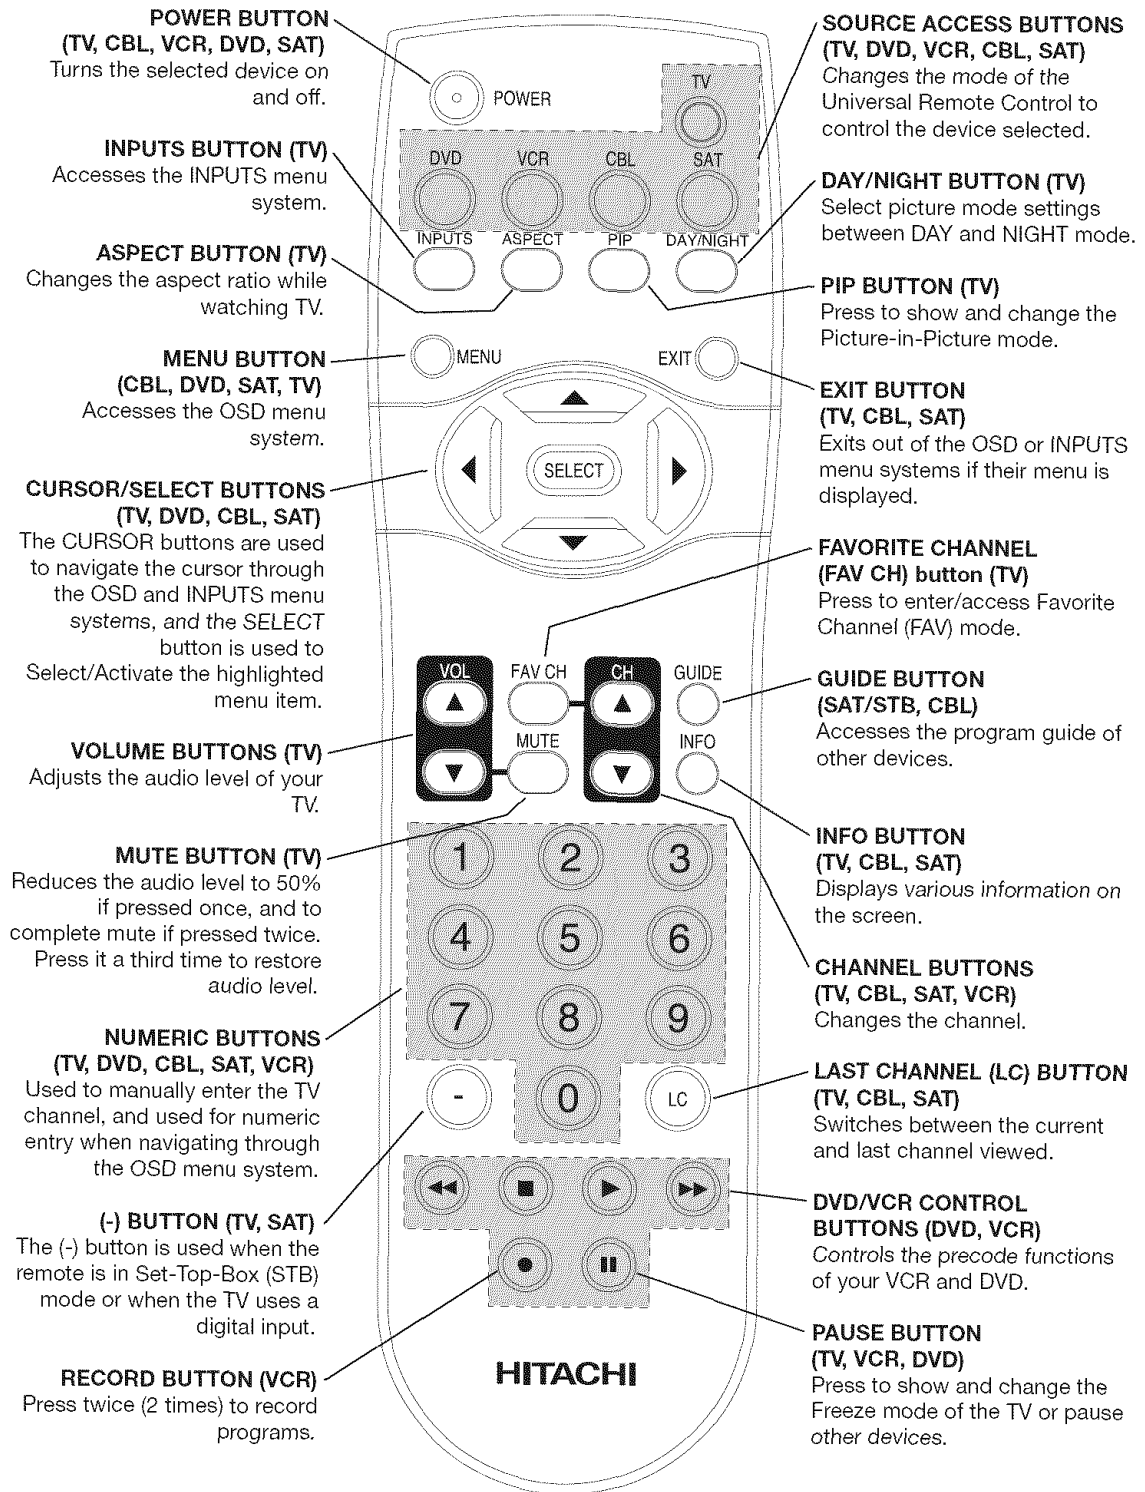 POWER BUTTON
(TV, CBL, VCR, DVD, SAT)
Turns the selected device on
and off.
INPUTS BUTTON (TV)
Accesses the INPUTS menu
system.
ASPECT BUTTON (TV)
Changes the aspect ratio while
watching TV.
MENU BUTTON
(CBL, DVD, SAT, TV)
Accesses the OSD menu
system.
CURSOR/SELECT BUTTONS
(TV, DVD, CBL, SAT)
The CURSOR buttons are used
to navigate the cursor through
the OSD and INPUTS menu
systems, and the SELECT
button is used to
Select/Activate the highlighted
menu item.
VOLUME BUTTONS (TV)
Adjusts the audio level of your
TV.
MUTE BUTTON (TV)
Reduces the audio level to 50%
if pressed once, and to
complete mute if pressed twice.
Press it a third time to restore
audio level.
NUMERIC BUTTONS
(TV, DVD, CBL, SAT, VCR)
Used to manually enter the TV
channel, and used for numeric
entry when navigating through
the OSD menu system.
(-) BUTTON (TV, SAT)
The (-) button is used when the
remote is in Set-Top-Box (STB)
mode or when the TV uses a
digital input.
RECORD BUTTON (VCR)
Press twice (2 times) to record
programs.
TV
POWER
DVD VCR CBL SAT
INPUTS ASPECT PIP DAY/NIGHT
MENU EXIT
SELECT
VOL FAV CH CH GUIDE
MUTE INFO
1 2 3
4 5 6
7 8 9
- 0 LC
HITACHI
SOURCE ACCESS BUTTONS
(TV, DVD, VCR, CBL, SAT)
Changes the mode of the
Universal Remote Control to
control the device selected.
DAY/NIGHT BUTTON (TV)
Select picture mode settings
between DAY and NIGHT mode.
PIP BUTTON (TV)
Press to show and change the
Picture-in-Picture mode.
EXIT BUTTON
(TV, CBL, SAT)
Exits out of the OSD or INPUTS
menu systems if their menu is
displayed.
FAVORITE CHANNEL
(FAV CH) button (TV)
Press to enter/access Favorite
Channel (FAV) mode.
GUIDE BUTTON
(SAT/STB, CBL)
Accesses the program guide of
other devices.
INFO BUTTON
(TV, CBL, SAT)
Displays various information on
the screen.
CHANNEL BUTTONS
(TV, CBL, SAT, VCR)
Changes the channel.
LAST CHANNEL (LC) BUTTON
(TV, CBL, SAT)
Switches between the current
and last channel viewed.
DVD/VCR CONTROL
BUTTONS (DVD, VCR)
Controls the precode functions
of your VCR and DVD.
PAUSE BUTTON
(TV, VCR, DVD)
Press to show and change the
Freeze mode of the TV or pause
other devices.